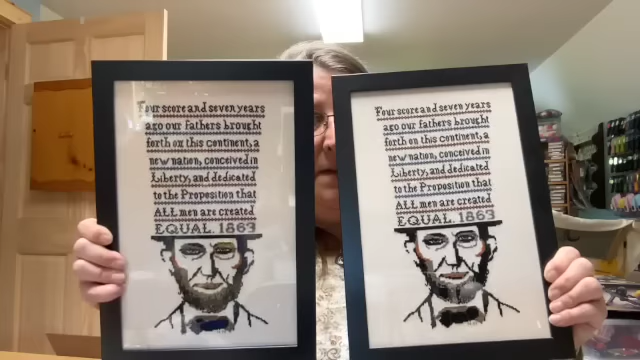 Four score and seven years
ago our fathers brought
forth on this continent, a
new nation, conceived in
Liberty, and dedicated
to the Proposition that
ALL men are created
EQUAL. 1863
Four score and seven years
ago our fathers brought
forth on this continent, a
new nation, conceived in
Liberty, and dedicated
to the Proposition that
ALL men are created
EQUAL. 1863